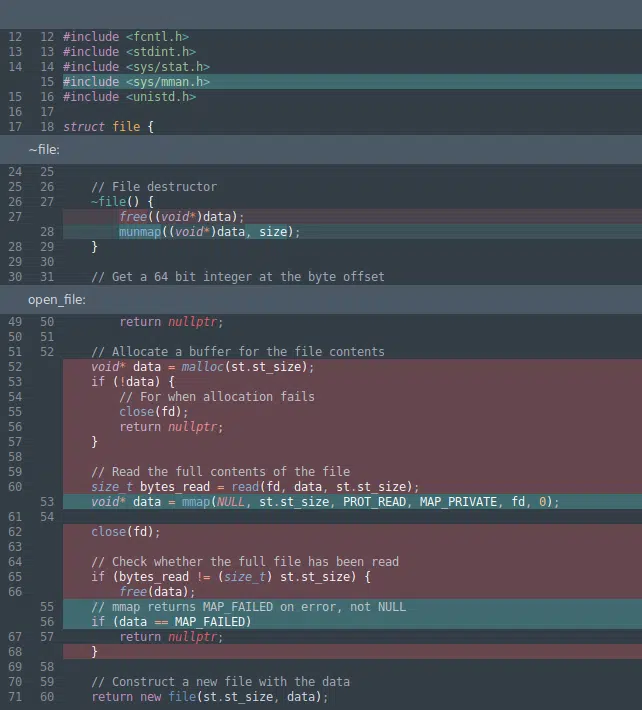 12 12 #include <fcntl.h>
13 13 #include <stdint.h>
14 14 #include <sys/stat.h>
15 #include <sys/mman.h>
15 16 #include <unistd.h>
16 17
17 18 struct file {
~file:
24 25
25 26 // File destructor
26 27 ~file() {
27 free((void*)data);
28 munmap((void*)data, size);
28 29 }
29 30
30 31 // Get a 64 bit integer at the byte offset
open_file:
49 50 return nullptr;
50 51
51 52 // Allocate a buffer for the file contents
52 void* data = malloc(st.st_size);
53 if (!data) {
54 // For when allocation fails
55 close(fd);
56 return nullptr;
57 }
58
59 // Read the full contents of the file
60 size_t bytes_read = read(fd, data, st.st_size);
53 void* data = mmap(NULL, st.st_size, PROT_READ, MAP_PRIVATE, fd, 0);
61 54
62 close(fd);
63
64 // Check whether the full file has been read
65 if (bytes_read != (size_t) st.st_size) {
66 free(data);
55 // mmap returns MAP_FAILED on error, not NULL
56 if (data == MAP_FAILED)
67 57 return nullptr;
68 }
69 58
70 59 // Construct a new file with the data
71 60 return new file(st.st_size, data);